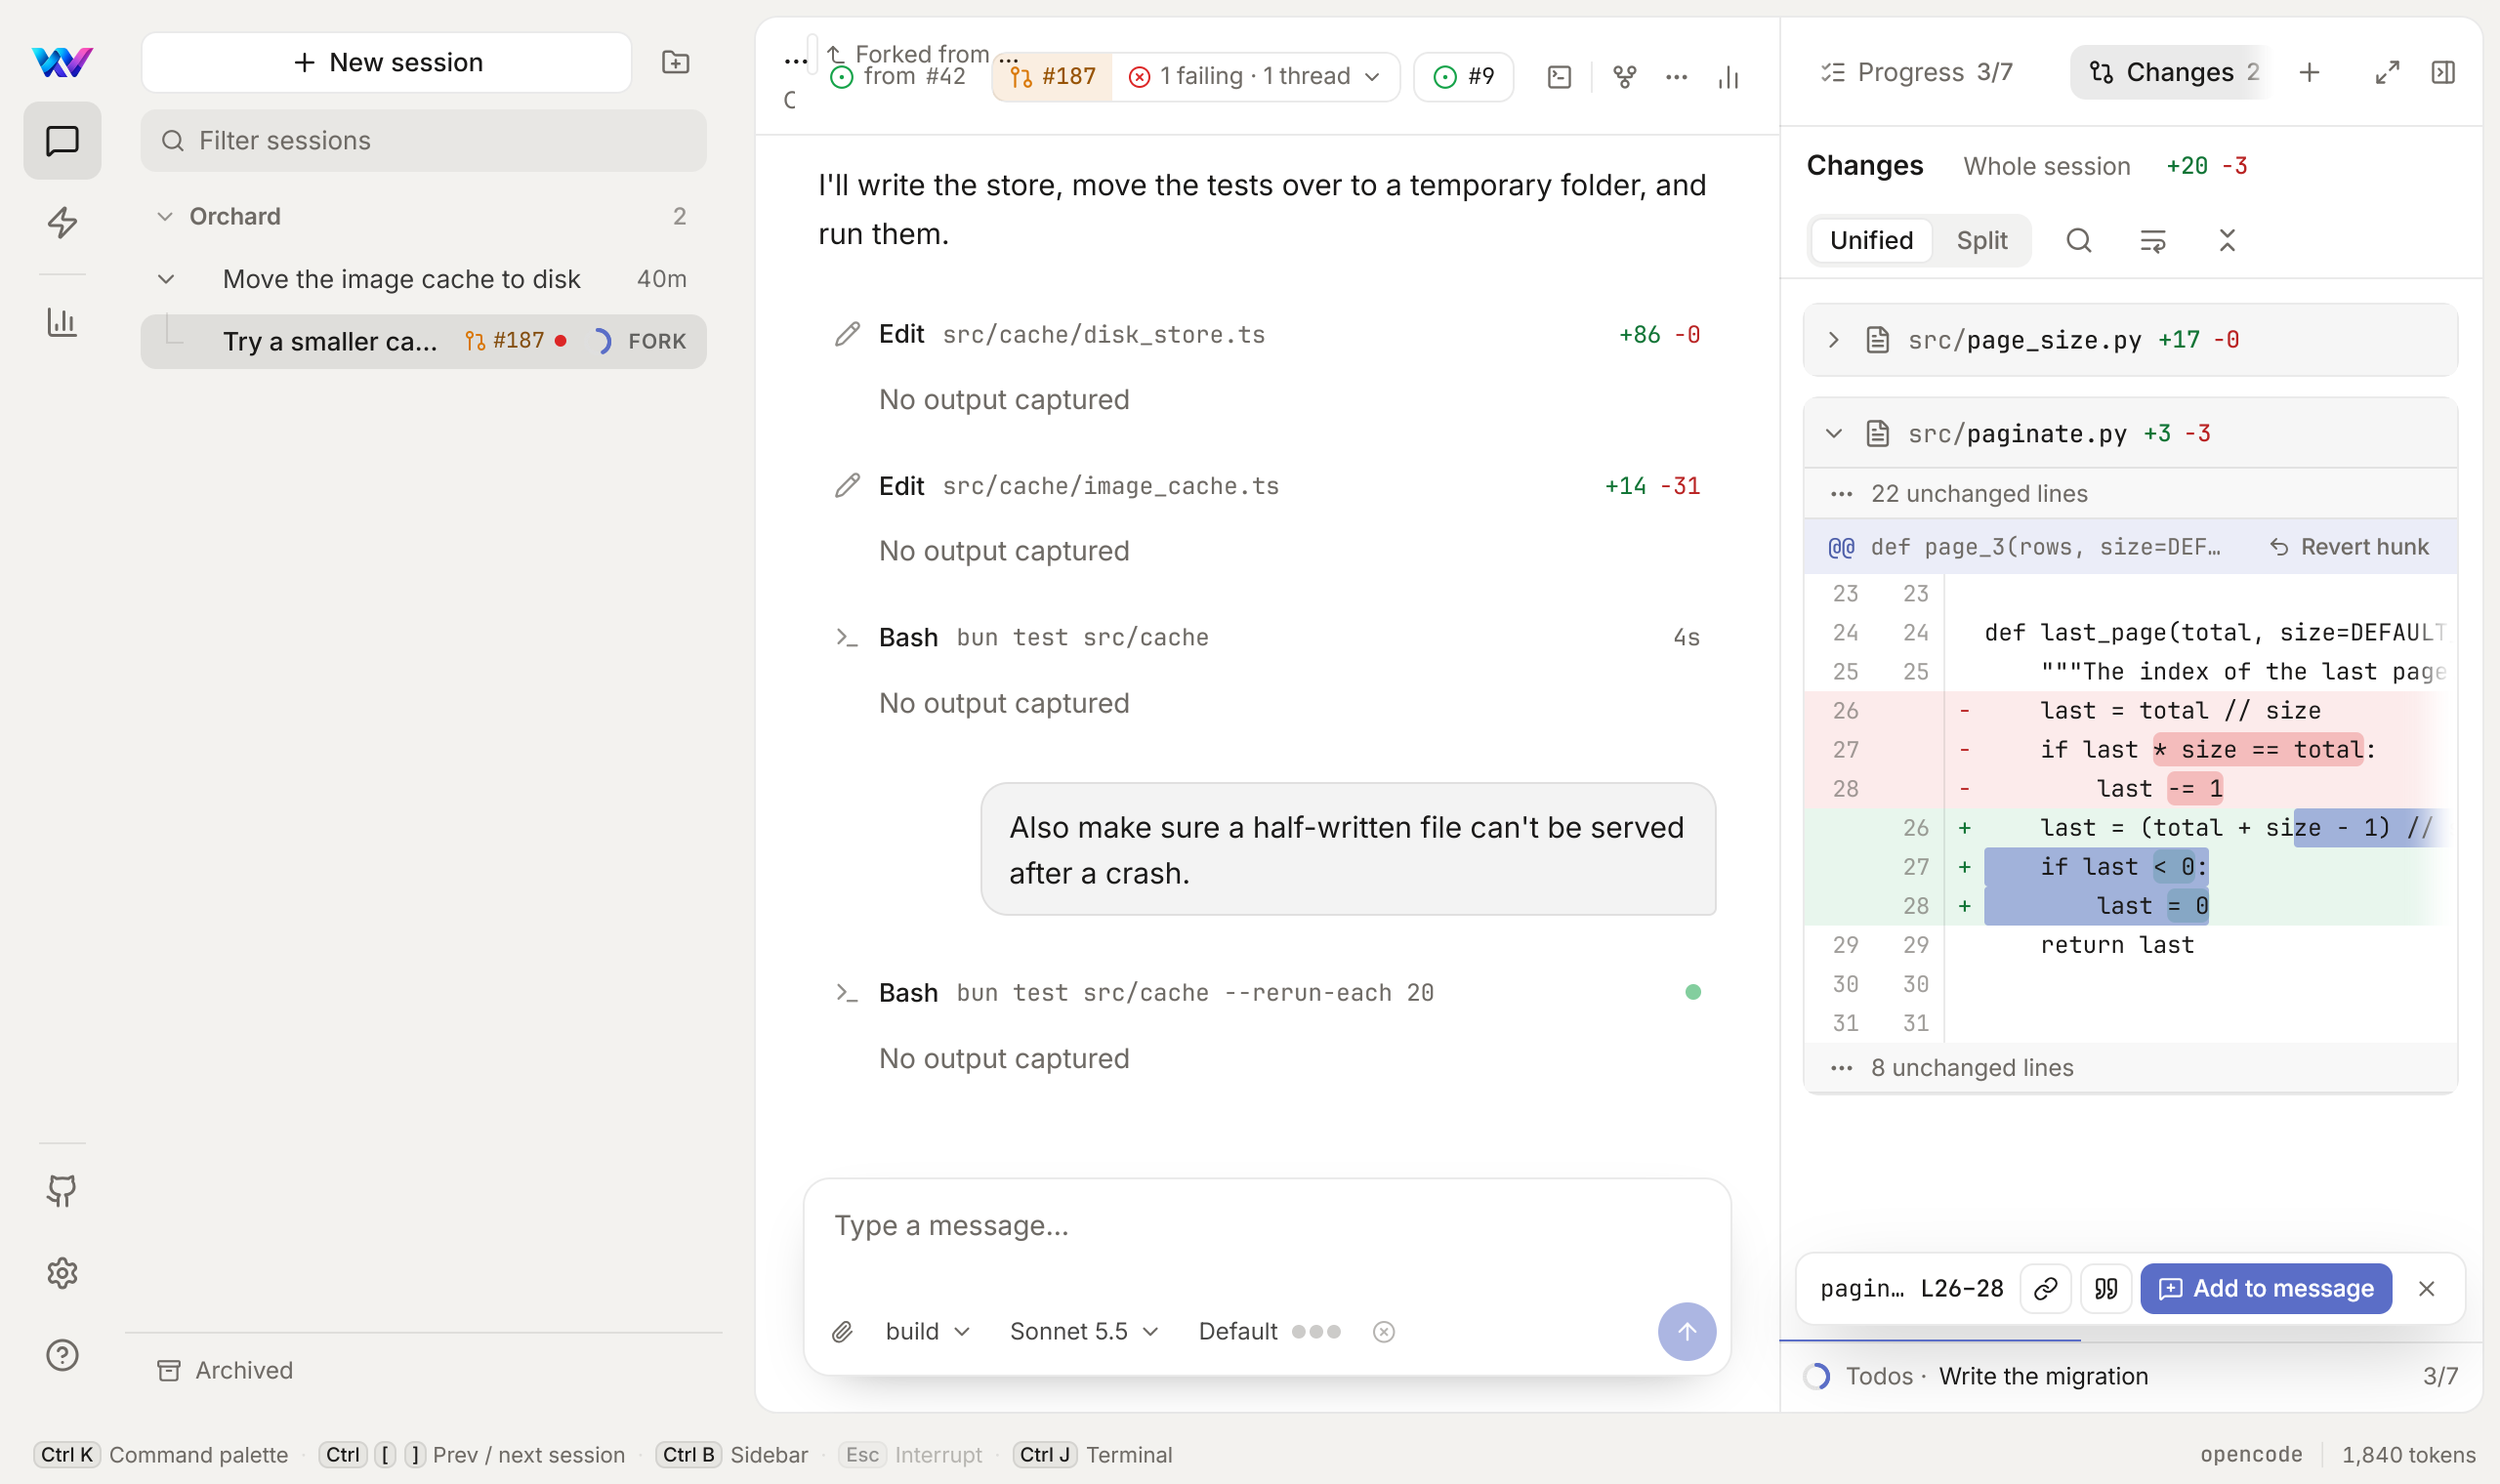 New session
Filter sessions
Orchard 2
Move the image cache to disk 40m
Try a smaller ca... #187 FORK
Archived
... Forked from ...
from #42 #187 1 failing · 1 thread #9
I'll write the store, move the tests over to a temporary folder, and
run them.
Edit src/cache/disk_store.ts +86 -0
No output captured
Edit src/cache/image_cache.ts +14 -31
No output captured
Bash bun test src/cache 4s
No output captured
Also make sure a half-written file can't be served
after a crash.
Bash bun test src/cache --rerun-each 20
No output captured
Type a message...
build Sonnet 5.5 Default
Progress 3/7 Changes 2
Changes Whole session +20 -3
Unified Split
src/page_size.py +17 -0
src/paginate.py +3 -3
22 unchanged lines
@@ def page_3(rows, size=DEF... Revert hunk
23 23
24 24 def last_page(total, size=DEFAULT
25 25 """The index of the last page
26 - last = total // size
27 - if last * size == total:
28 - last -= 1
26 + last = (total + size - 1) //
27 + if last < 0:
28 + last = 0
29 29 return last
30 30
31 31
8 unchanged lines
pagin... L26–28 Add to message
Todos · Write the migration 3/7
Ctrl K Command palette · Ctrl [ ] Prev / next session · Ctrl B Sidebar · Esc Interrupt · Ctrl J Terminal
opencode 1,840 tokens